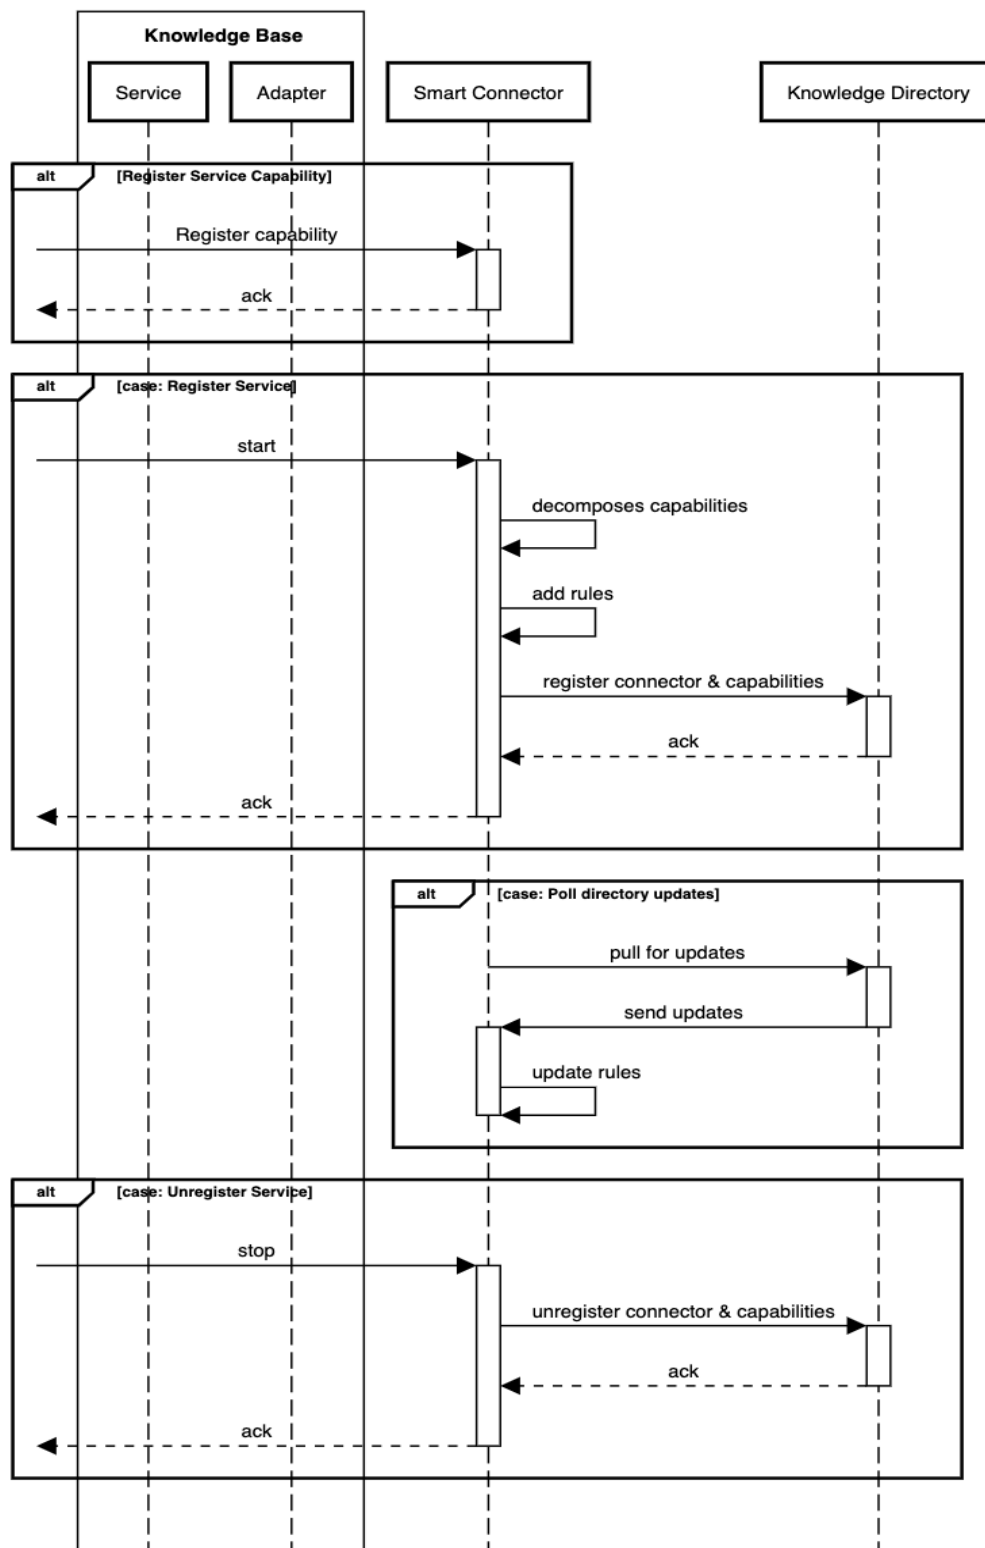 Knowledge Base
Service
Adapter
Smart Connector
Knowledge Directory
alt
[Register Service Capability]
Register capability
ack
alt
[case: Register Service]
start
decomposes capabilities
add rules
register connector & capabilities
ack
ack
alt
[case: Poll directory updates]
pull for updates
send updates
update rules
alt
[case: Unregister Service]
stop
unregister connector & capabilities
ack
ack